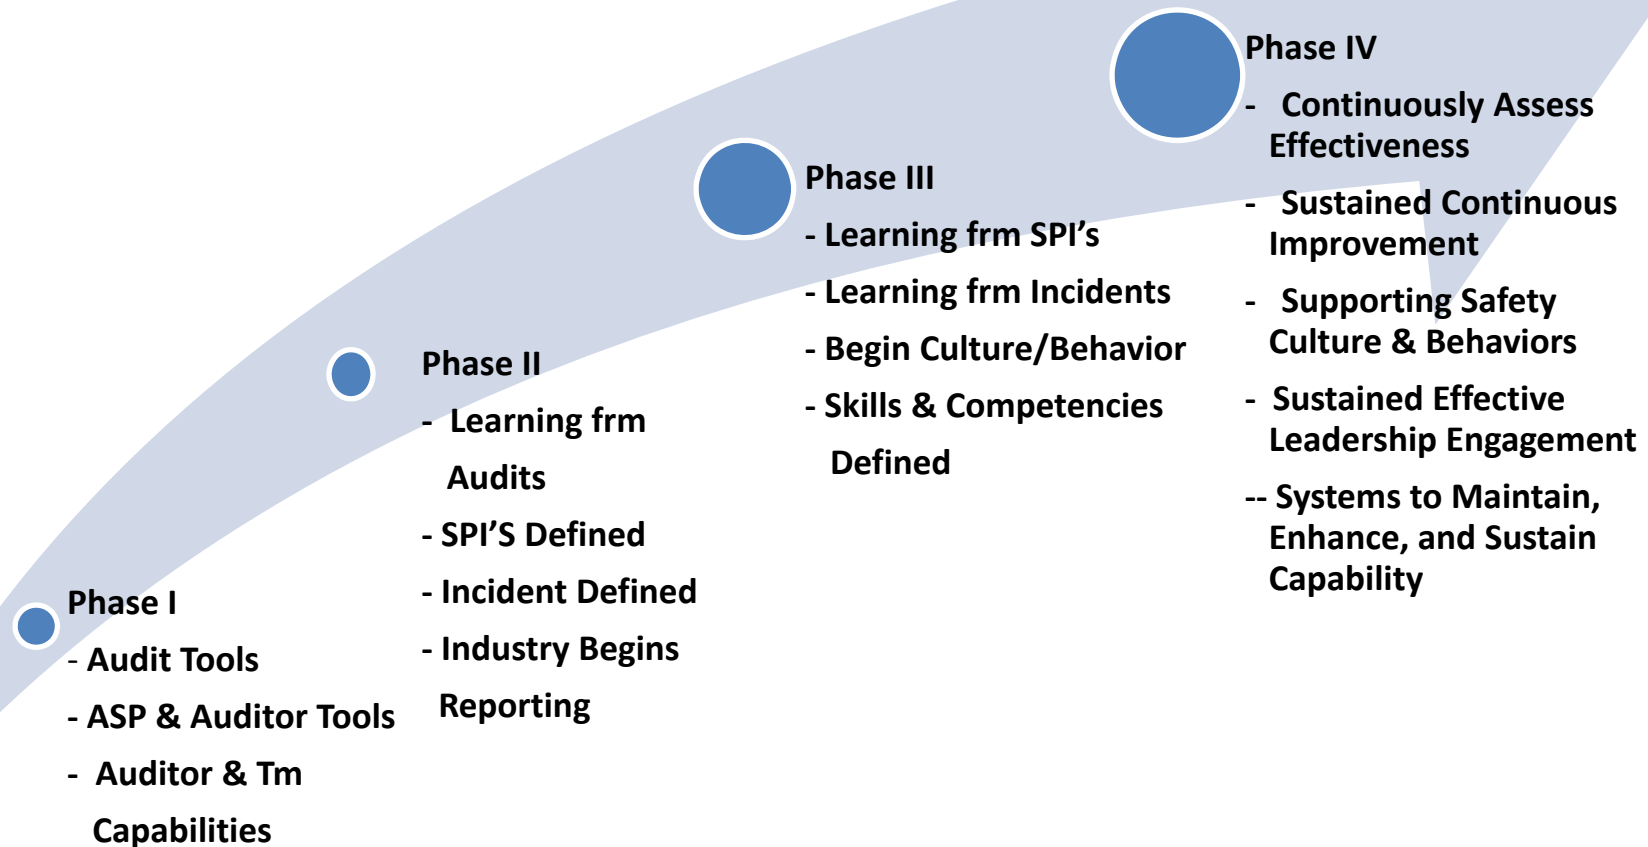 Phase I
- Audit Tools
- ASP & Auditor Tools
- Auditor & Tm
Capabilities
Phase II
- Learning frm
Audits
- SPI’S Defined
- Incident Defined
- Industry Begins
Reporting
Phase III
- Learning frm SPI’s
- Learning frm Incidents
- Begin Culture/Behavior
- Skills & Competencies
Defined
Phase IV
- Continuously Assess
Effectiveness
- Sustained Continuous
Improvement
- Supporting Safety
Culture & Behaviors
- Sustained Effective
Leadership Engagement
-- Systems to Maintain,
Enhance, and Sustain
Capability